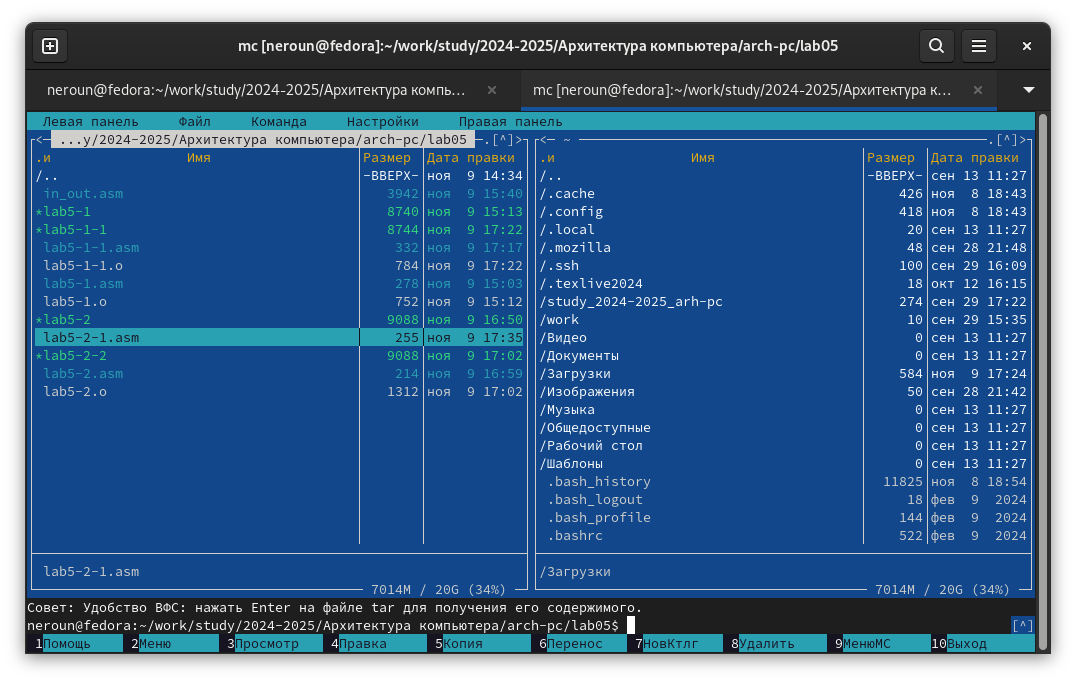 mc [neroun@fedora]:~/work/study/2024-2025/Архитектура компьютера/arch-pc/lab05
neroun@fedora:~/work/study/2024-2025/Архитектура компь...
mc [neroun@fedora]:~/work/study/2024-2025/Архитектура к...
Левая панель Файл Команда Настройки Правая панель
<— ...y/2024-2025/Архитектура компьютера/arch-pc/lab05 —.[^]>
.и Имя Размер Дата правки
/.. -ВВЕРХ- ноя 9 14:34
in_out.asm 3942 ноя 9 15:40
*lab5-1 8740 ноя 9 15:13
*lab5-1-1 8744 ноя 9 17:22
lab5-1-1.asm 332 ноя 9 17:17
lab5-1-1.o 784 ноя 9 17:22
lab5-1.asm 278 ноя 9 15:03
lab5-1.o 752 ноя 9 15:12
*lab5-2 9088 ноя 9 16:50
lab5-2-1.asm 255 ноя 9 17:35
*lab5-2-2 9088 ноя 9 17:02
lab5-2.asm 214 ноя 9 16:59
lab5-2.o 1312 ноя 9 17:02
lab5-2-1.asm
7014M / 20G (34%)
<— ~ —.[^]>
.и Имя Размер Дата правки
/.. -ВВЕРХ- сен 13 11:27
/.cache 426 ноя 8 18:43
/.config 418 ноя 8 18:43
/.local 20 сен 13 11:27
/.mozilla 48 сен 28 21:48
/.ssh 100 сен 29 16:09
/.texlive2024 18 окт 12 16:15
/study_2024-2025_arh-pc 274 сен 29 17:22
/work 10 сен 29 15:35
/Видео 0 сен 13 11:27
/Документы 0 сен 13 11:27
/Загрузки 584 ноя 9 17:24
/Изображения 50 сен 28 21:42
/Музыка 0 сен 13 11:27
/Общедоступные 0 сен 13 11:27
/Рабочий стол 0 сен 13 11:27
/Шаблоны 0 сен 13 11:27
.bash_history 11825 ноя 8 18:54
.bash_logout 18 фев 9 2024
.bash_profile 144 фев 9 2024
.bashrc 522 фев 9 2024
/Загрузки
7014M / 20G (34%)
Совет: Удобство ВФС: нажать Enter на файле tar для получения его содержимого.
neroun@fedora:~/work/study/2024-2025/Архитектура компьютера/arch-pc/lab05$ [^]
1Помощь 2Меню 3Просмотр 4Правка 5Копия 6Перенос 7НовКтлг 8Удалить 9МенюМС 10Выход